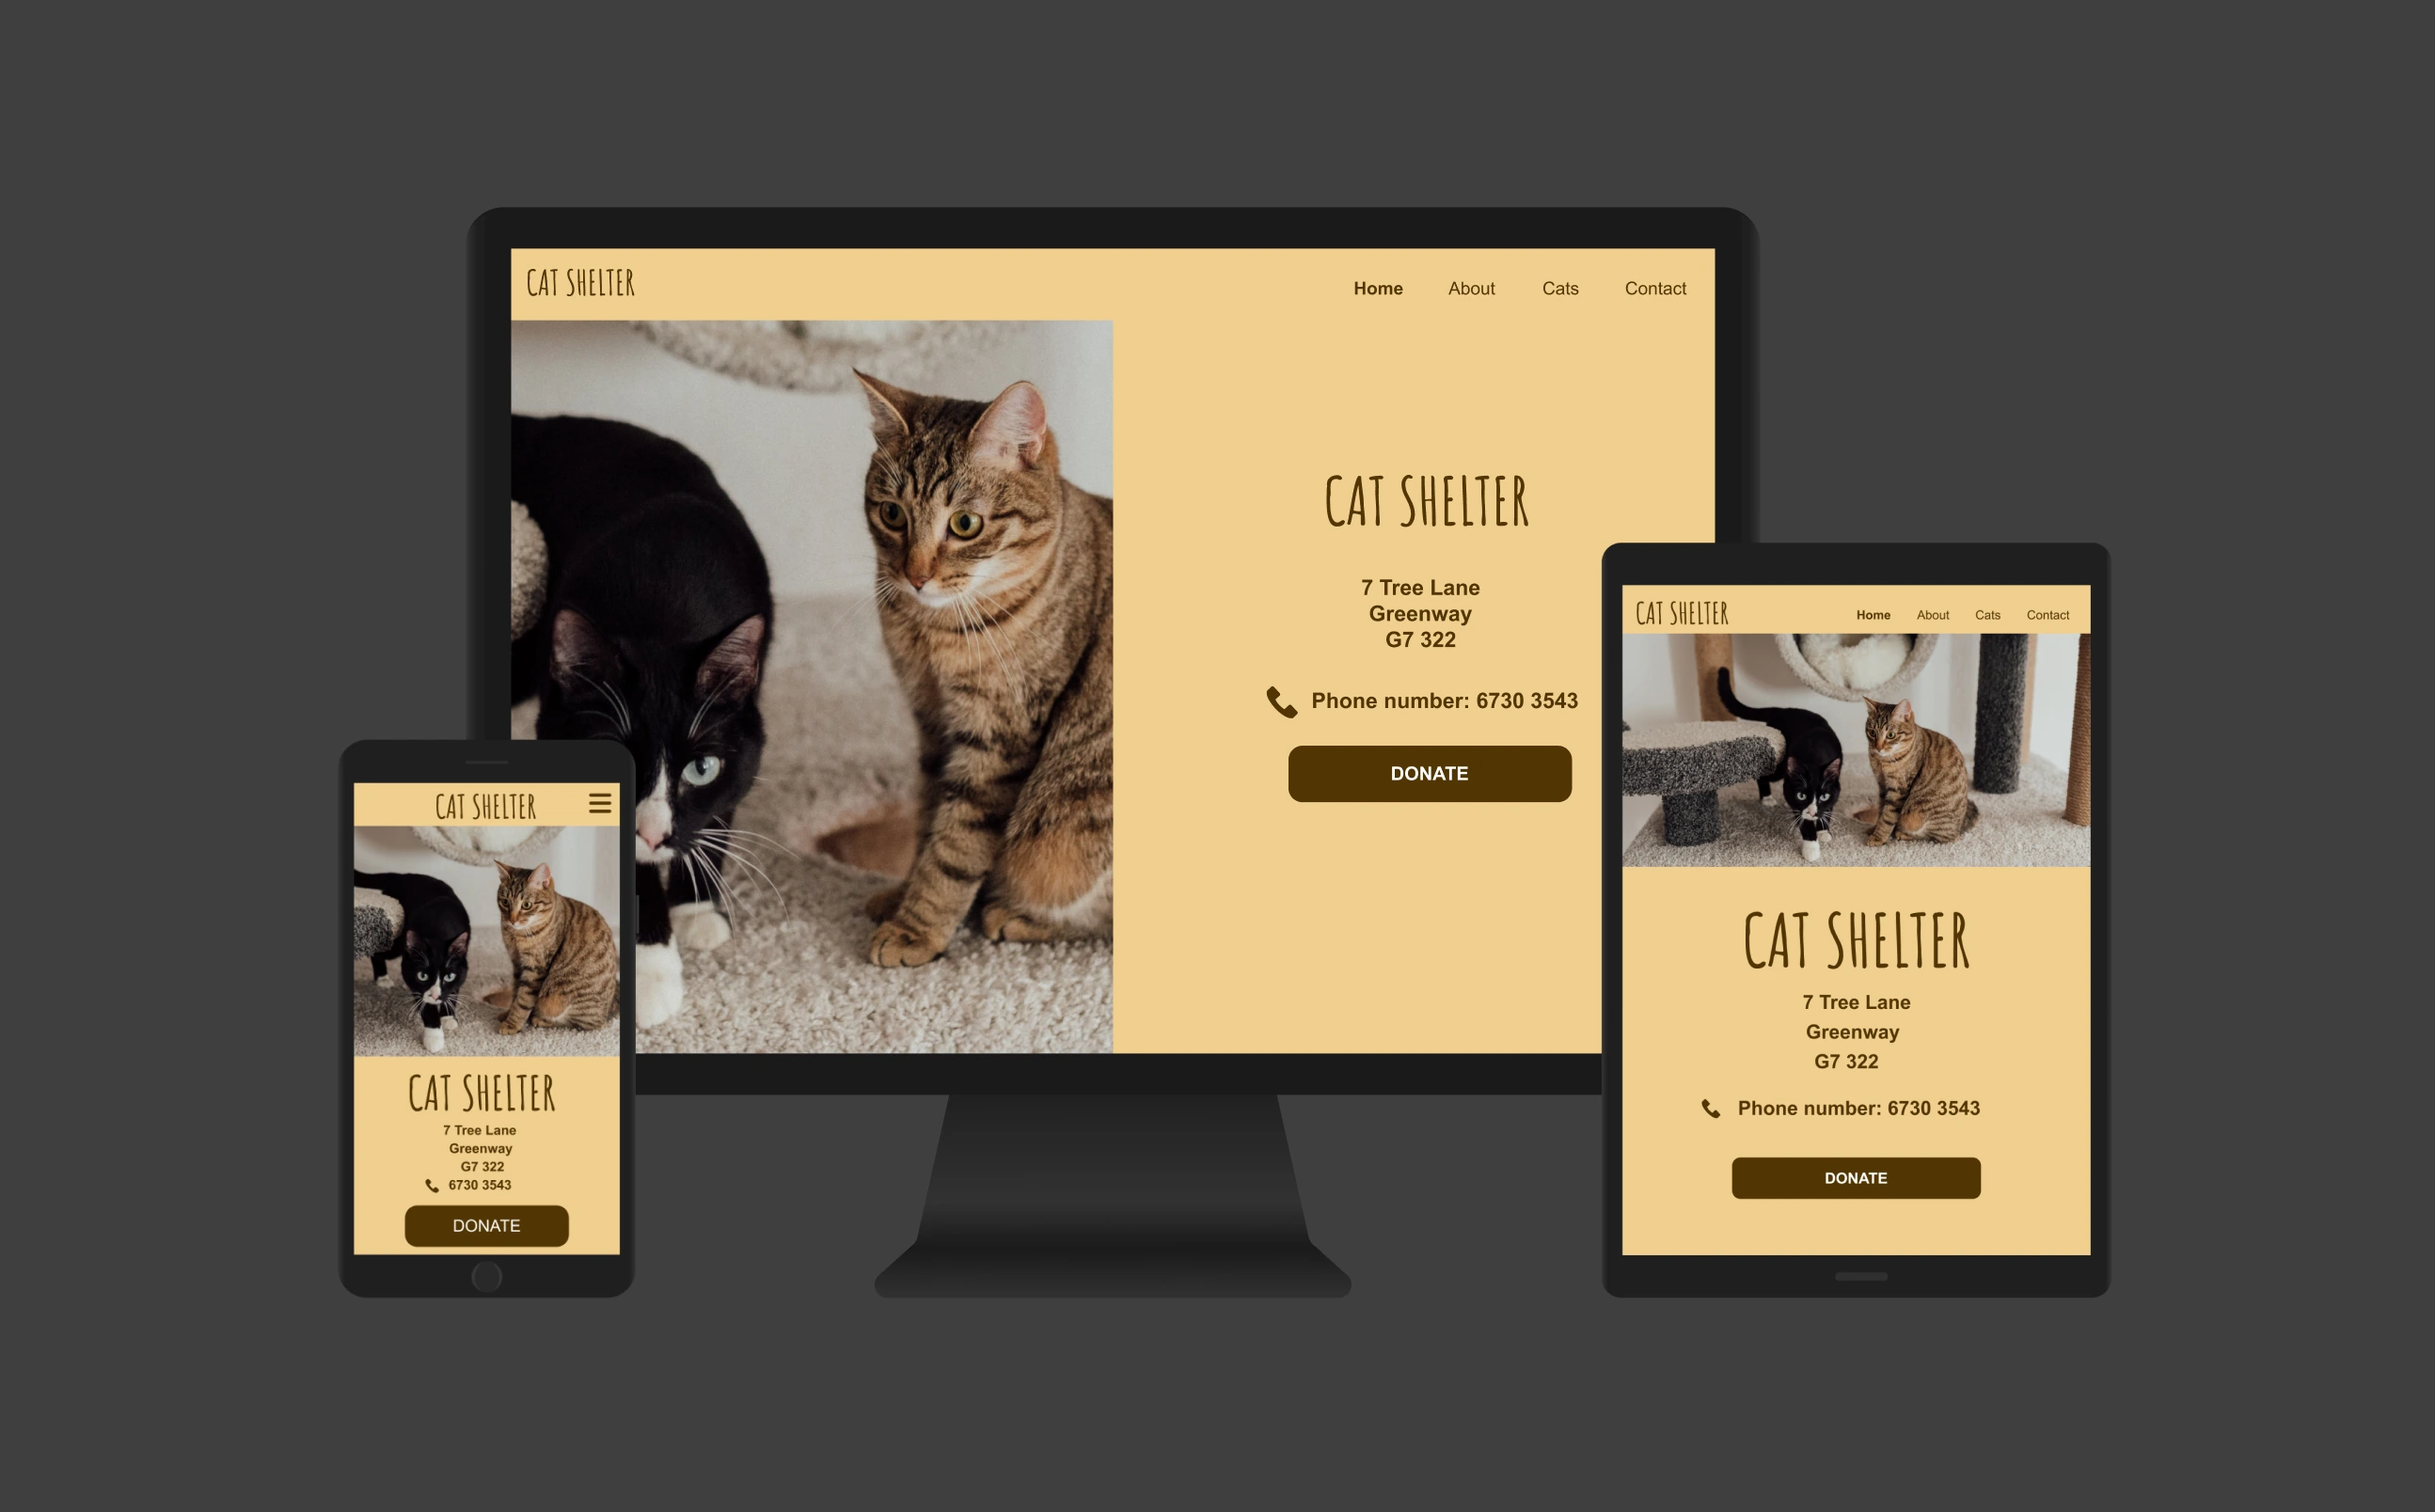 CAT SHELTER
Home About Cats Contact
CAT SHELTER
7 Tree Lane
Greenway
G7 322
Phone number: 6730 3543
DONATE
CAT SHELTER
CAT SHELTER
7 Tree Lane
Greenway
G7 322
6730 3543
DONATE
CAT SHELTER
Home About Cats Contact
CAT SHELTER
7 Tree Lane
Greenway
G7 322
Phone number: 6730 3543
DONATE